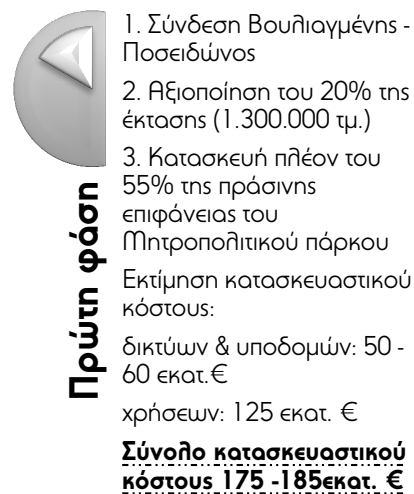 Πρώτη φάση
1. Σύνδεση Βουλιαγμένης -
Ποσειδώνος
2. Αξιοποίηση του 20% της
έκτασης (1.300.000 τμ.)
3. Κατασκευή πλέον του
55% της πράσινης
επιφάνειας του
Μητροπολιτικού πάρκου
Εκτίμηση κατασκευαστικού
κόστους:
δικτύων & υποδομών: 50 -
60 εκατ.€
χρήσεων: 125 εκατ. €
Σύνολο κατασκευαστικού
κόστους 175 -185εκατ. €